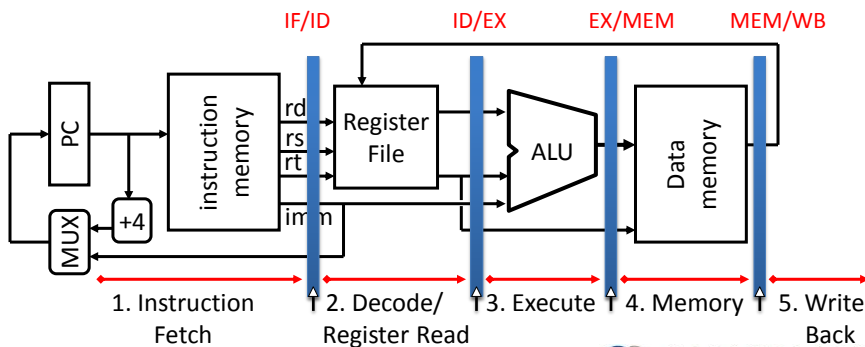 IF/ID
ID/EX
EX/MEM
MEM/WB
PC
+4
MUX
instruction
memory
rd
rs
rt
imm
Register
File
ALU
Data
memory
1. Instruction
Fetch
2. Decode/
Register Read
3. Execute
4. Memory
5. Write
Back